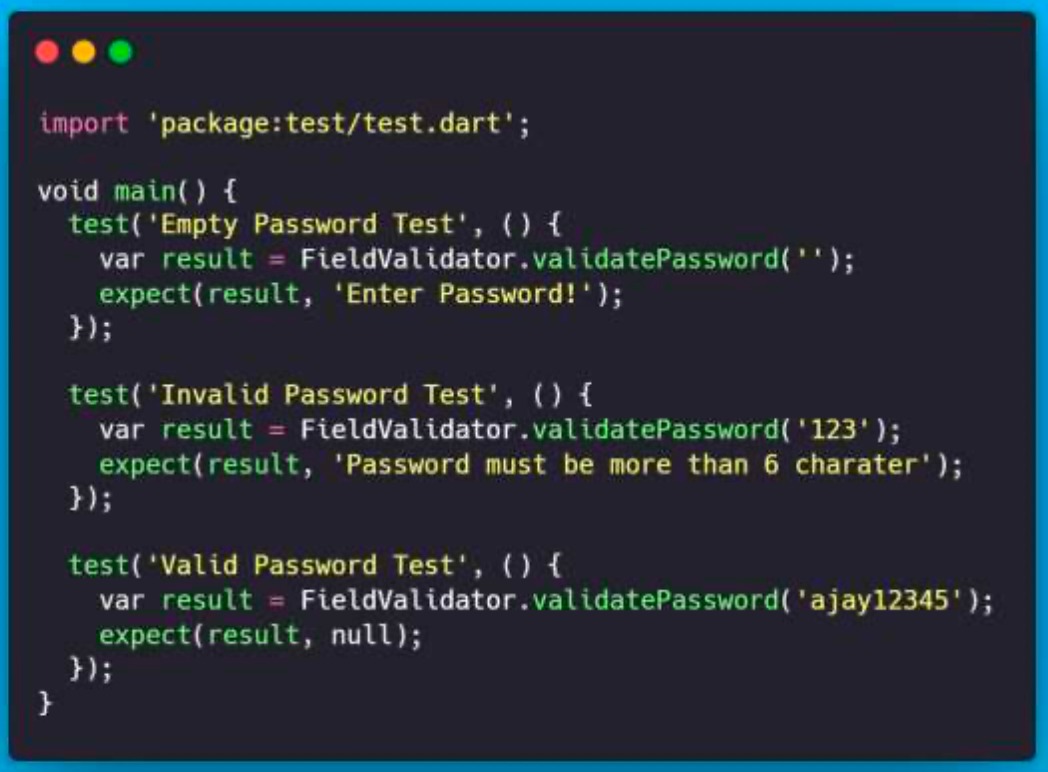 import 'package:test/test.dart';

void main() {
  test('Empty Password Test', () {
    var result = FieldValidator.validatePassword('');
    expect(result, 'Enter Password!');
  });

  test('Invalid Password Test', () {
    var result = FieldValidator.validatePassword('123');
    expect(result, 'Password must be more than 6 charater');
  });

  test('Valid Password Test', () {
    var result = FieldValidator.validatePassword('ajay12345');
    expect(result, null);
  });
}